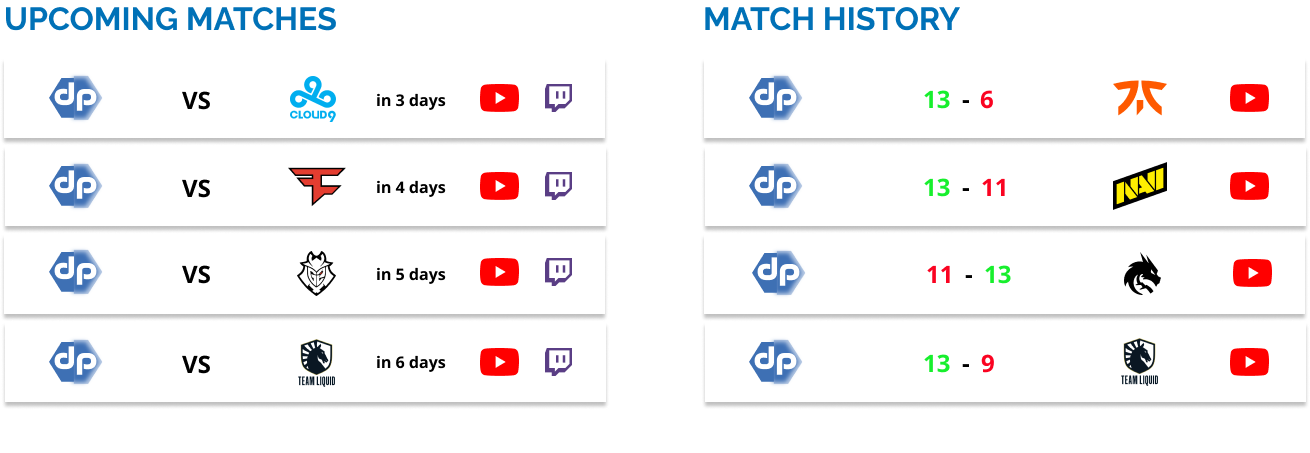 UPCOMING MATCHES
dp VS CLOUD9 in 3 days
dp VS in 4 days
dp VS in 5 days
dp VS TEAM LIQUID in 6 days
MATCH HISTORY
dp 13 - 6
dp 13 - 11 NAVI
dp 11 - 13
dp 13 - 9 TEAM LIQUID